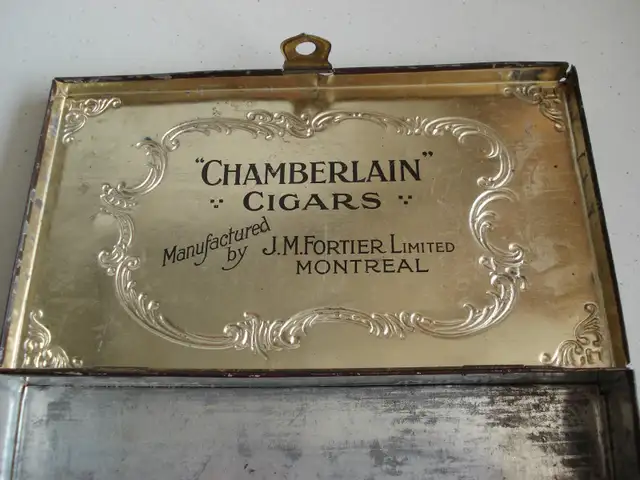 "CHAMBERLAIN"
CIGARS
Manufactured
by
J.M.FORTIER LIMITED
MONTREAL